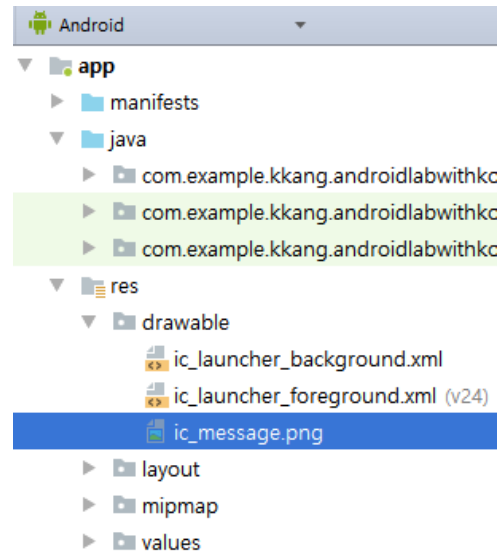 Android
app
manifests
java
com.example.kkang.androidlabwithko
com.example.kkang.androidlabwithko
com.example.kkang.androidlabwithko
res
drawable
ic_launcher_background.xml
ic_launcher_foreground.xml (v24)
ic_message.png
layout
mipmap
values